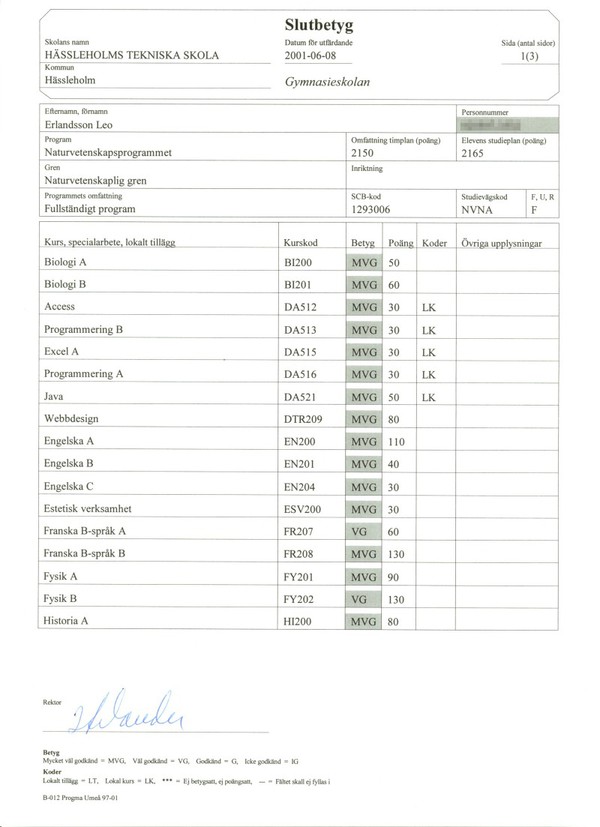 Slutbetyg
Skolans namn
HÄSSLEHOLMS TEKNISKA SKOLA
Datum för utfärdande
2001-06-08
Sida (antal sidor)
1(3)
Kommun
Hässleholm
Gymnasieskolan
Efternamn, förnamn
Erlandsson Leo
Personnummer
Program
Naturvetenskapsprogrammet
Omfattning timplan (poäng)
2150
Elevens studieplan (poäng)
2165
Gren
Naturvetenskaplig gren
Inriktning
Programmets omfattning
Fullständigt program
SCB-kod
1293006
Studievägskod
NVNA
F, U, R
F
Kurs, specialarbete, lokalt tillägg Kurskod Betyg Poäng Koder Övriga upplysningar
Biologi A BI200 MVG 50
Biologi B BI201 MVG 60
Access DA512 MVG 30 LK
Programmering B DA513 MVG 30 LK
Excel A DA515 MVG 30 LK
Programmering A DA516 MVG 30 LK
Java DA521 MVG 50 LK
Webbdesign DTR209 MVG 80
Engelska A EN200 MVG 110
Engelska B EN201 MVG 40
Engelska C EN204 MVG 30
Estetisk verksamhet ESV200 MVG 30
Franska B-språk A FR207 VG 60
Franska B-språk B FR208 MVG 130
Fysik A FY201 MVG 90
Fysik B FY202 VG 130
Historia A HI200 MVG 80
Rektor
Betyg
Mycket väl godkänd = MVG, Väl godkänd = VG, Godkänd = G, Icke godkänd = IG
Koder
Lokalt tillägg = LT, Lokal kurs = LK, *** = Ej betygsatt, ej poängsatt, — = Fältet skall ej fyllas i
B-012 Progma Umeå 97-01